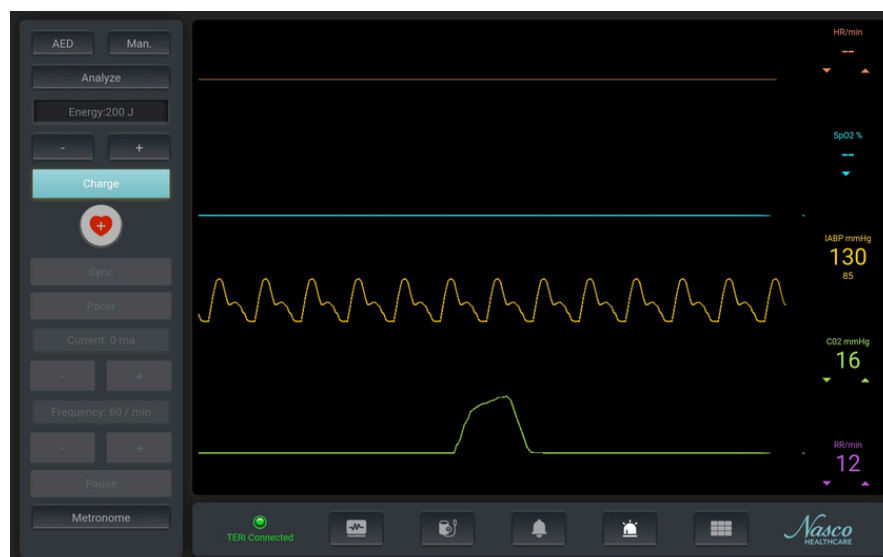 AED Man.
Analyze
Energy:200 J
- +
Charge
Sync
Pacer
Current: 0 ma
- +
Frequency: 60 / min
- +
Pause
Metronome
HR/min
--
SpO2 %
--
IABP mmHg
130
85
C02 mmHg
16
RR/min
12
TERi Connected
Nasco
HEALTHCARE